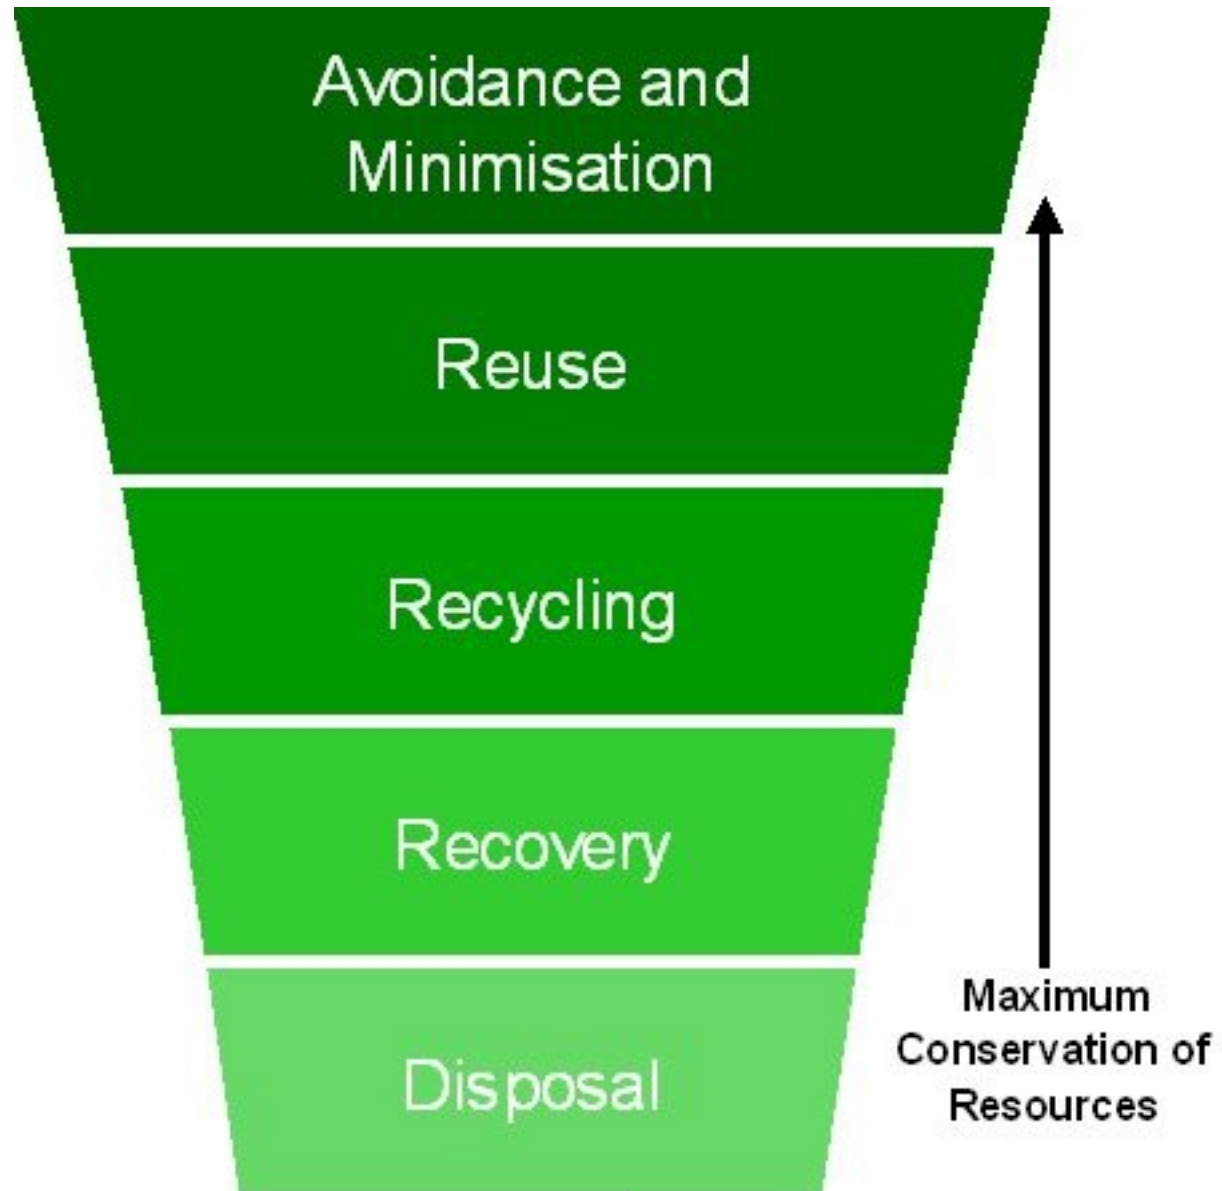 Avoidance and
Minimisation
Reuse
Recycling
Recovery
Disposal
Maximum
Conservation of
Resources